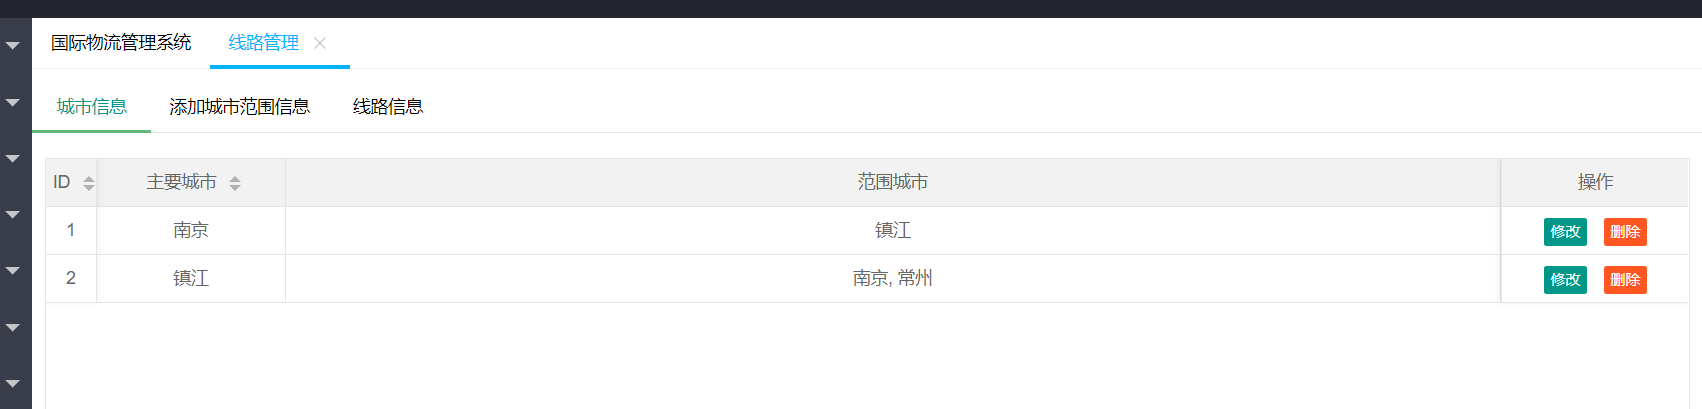 国际物流管理系统 线路管理
城市信息 添加城市范围信息 线路信息
ID 主要城市 范围城市 操作
1 南京 镇江 修改 删除
2 镇江 南京, 常州 修改 删除